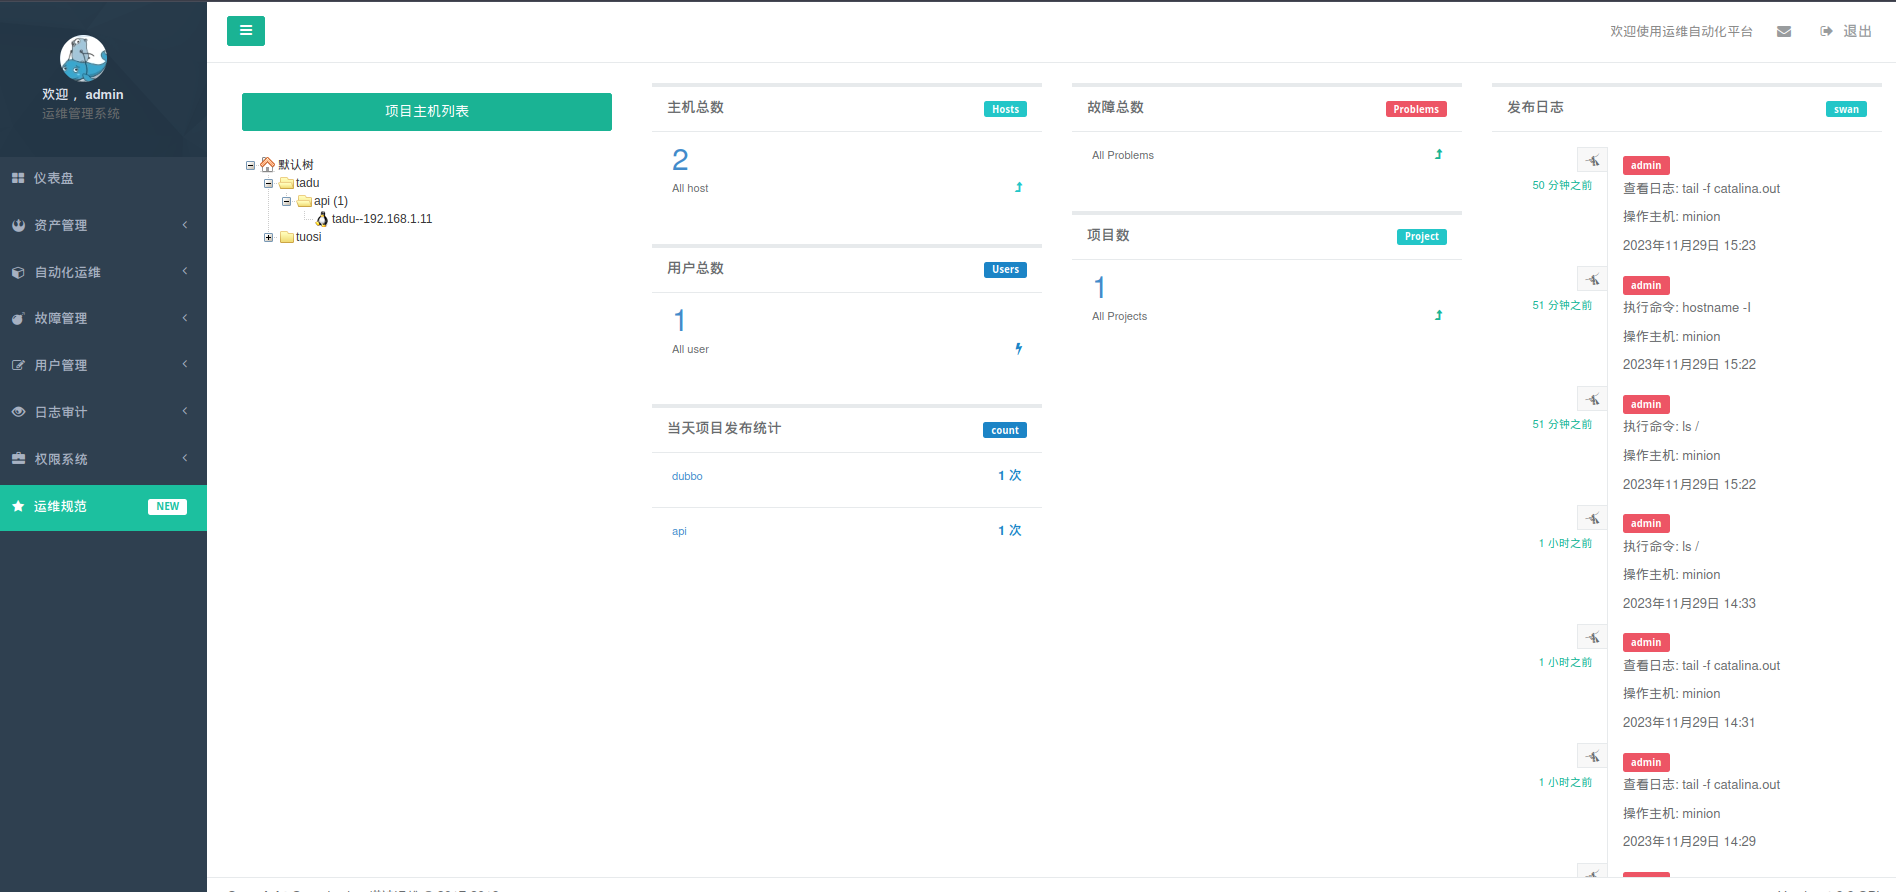 欢迎， admin
运维管理系统
仪表盘
资产管理
自动化运维
故障管理
用户管理
日志审计
权限系统
运维规范 NEW
欢迎使用运维自动化平台
退出
项目主机列表
默认树
tadu
api (1)
tadu--192.168.1.11
tuosi
主机总数 Hosts
2
All host
用户总数 Users
1
All user
当天项目发布统计 count
dubbo 1 次
api 1 次
故障总数 Problems
All Problems
项目数 Project
1
All Projects
发布日志 swan
50 分钟之前
admin
查看日志: tail -f catalina.out
操作主机: minion
2023年11月29日 15:23
51 分钟之前
admin
执行命令: hostname -I
操作主机: minion
2023年11月29日 15:22
51 分钟之前
admin
执行命令: ls /
操作主机: minion
2023年11月29日 15:22
1 小时之前
admin
执行命令: ls /
操作主机: minion
2023年11月29日 14:33
1 小时之前
admin
查看日志: tail -f catalina.out
操作主机: minion
2023年11月29日 14:31
1 小时之前
admin
查看日志: tail -f catalina.out
操作主机: minion
2023年11月29日 14:29